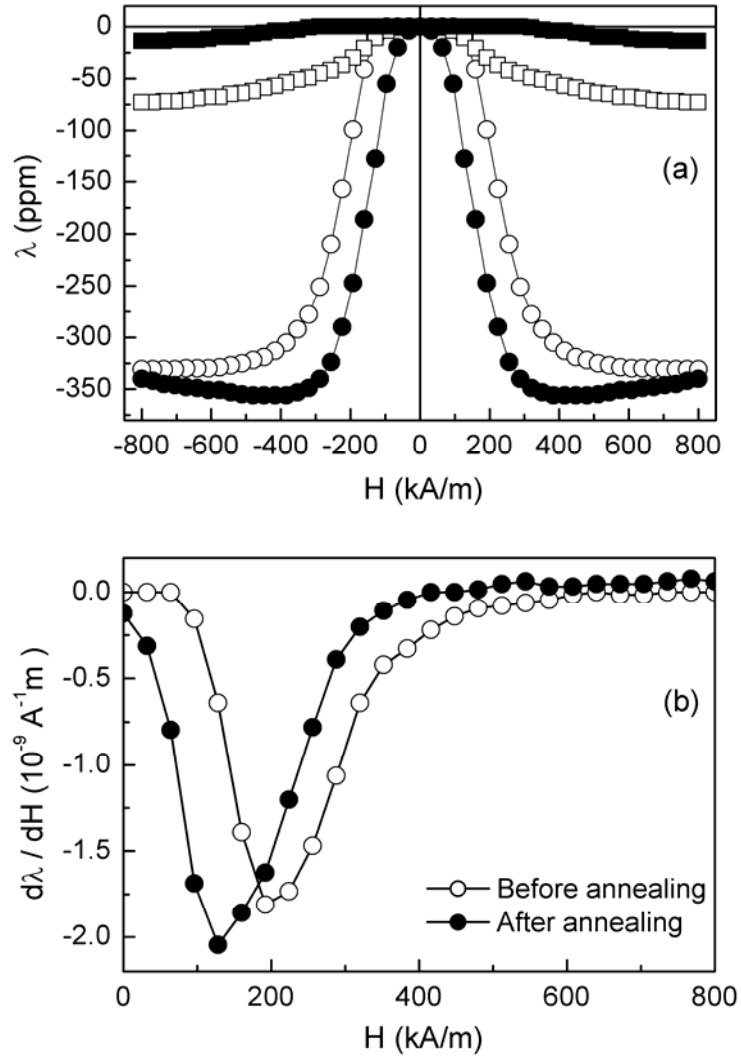 0
-50
-100
-150
-200
-250
-300
-350
λ (ppm)
(a)
-800 -600 -400 -200 0 200 400 600 800
H (kA/m)
0.0
-0.5
-1.0
-1.5
-2.0
dλ / dH (10⁻⁹ A⁻¹m)
(b)
Before annealing
After annealing
0 200 400 600 800
H (kA/m)